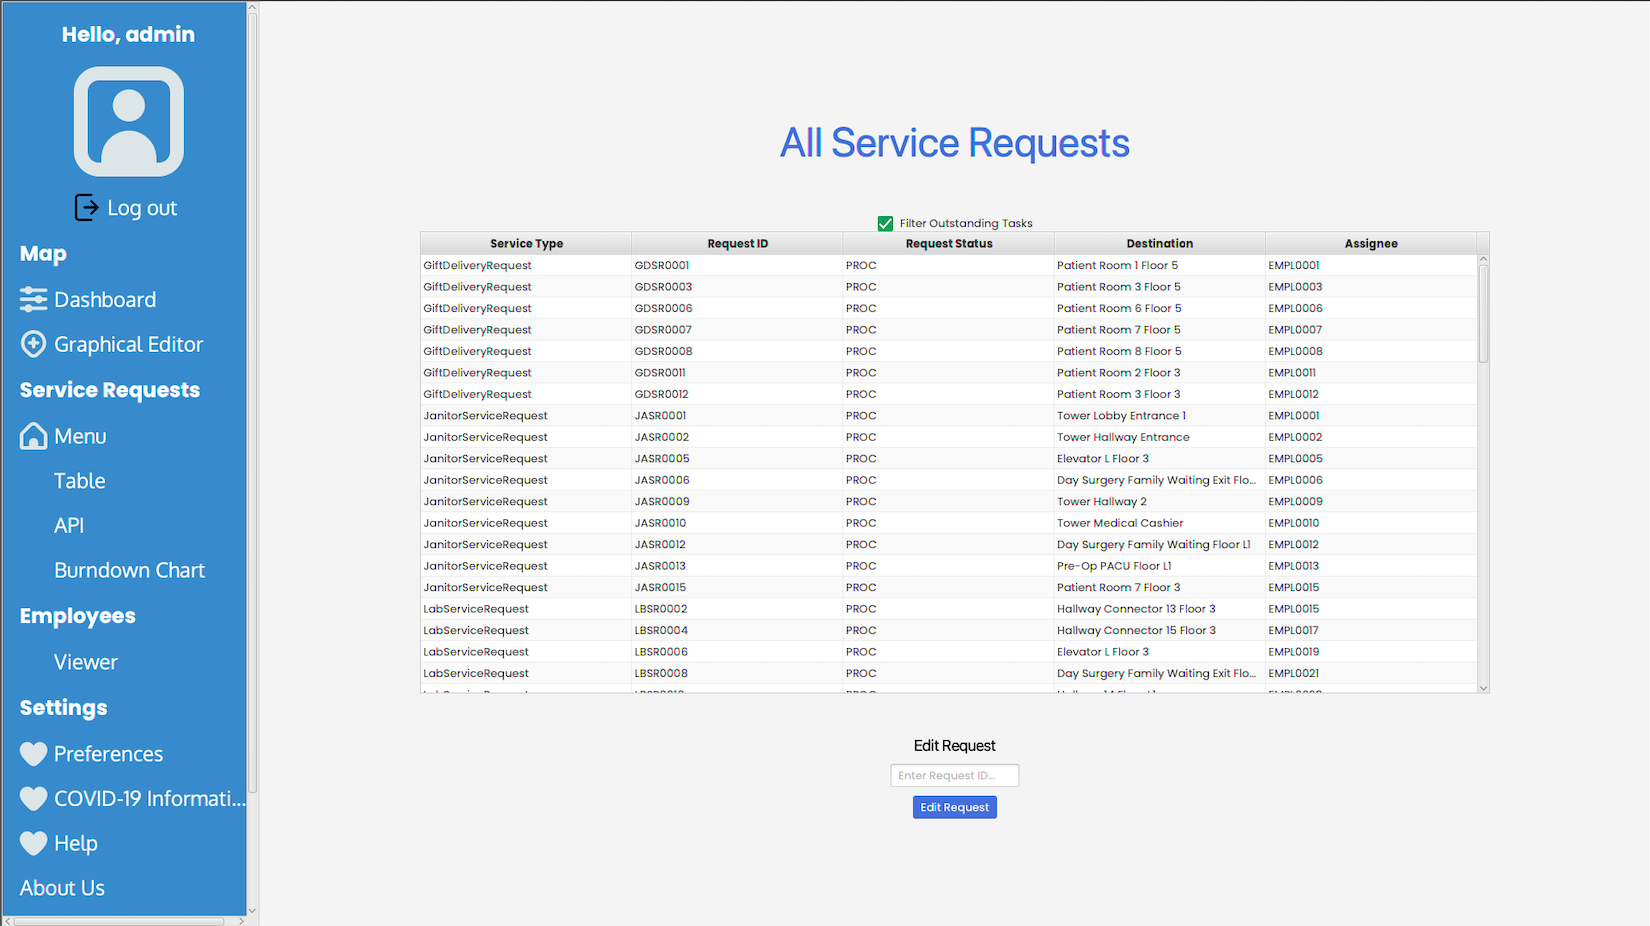 Hello, admin
Log out
Map
Dashboard
Graphical Editor
Service Requests
Menu
Table
API
Burndown Chart
Employees
Viewer
Settings
Preferences
COVID-19 Informati...
Help
About Us
All Service Requests
Filter Outstanding Tasks
Service Type Request ID Request Status Destination Assignee
GiftDeliveryRequest GDSR0001 PROC Patient Room 1 Floor 5 EMPL0001
GiftDeliveryRequest GDSR0003 PROC Patient Room 3 Floor 5 EMPL0003
GiftDeliveryRequest GDSR0006 PROC Patient Room 6 Floor 5 EMPL0006
GiftDeliveryRequest GDSR0007 PROC Patient Room 7 Floor 5 EMPL0007
GiftDeliveryRequest GDSR0008 PROC Patient Room 8 Floor 5 EMPL0008
GiftDeliveryRequest GDSR0011 PROC Patient Room 2 Floor 3 EMPL0011
GiftDeliveryRequest GDSR0012 PROC Patient Room 3 Floor 3 EMPL0012
JanitorServiceRequest JASR0001 PROC Tower Lobby Entrance 1 EMPL0001
JanitorServiceRequest JASR0002 PROC Tower Hallway Entrance EMPL0002
JanitorServiceRequest JASR0005 PROC Elevator L Floor 3 EMPL0005
JanitorServiceRequest JASR0006 PROC Day Surgery Family Waiting Exit Flo... EMPL0006
JanitorServiceRequest JASR0009 PROC Tower Hallway 2 EMPL0009
JanitorServiceRequest JASR0010 PROC Tower Medical Cashier EMPL0010
JanitorServiceRequest JASR0012 PROC Day Surgery Family Waiting Floor L1 EMPL0012
JanitorServiceRequest JASR0013 PROC Pre-Op PACU Floor L1 EMPL0013
JanitorServiceRequest JASR0015 PROC Patient Room 7 Floor 3 EMPL0015
LabServiceRequest LBSR0002 PROC Hallway Connector 13 Floor 3 EMPL0015
LabServiceRequest LBSR0004 PROC Hallway Connector 15 Floor 3 EMPL0017
LabServiceRequest LBSR0006 PROC Elevator L Floor 3 EMPL0019
LabServiceRequest LBSR0008 PROC Day Surgery Family Waiting Exit Flo... EMPL0021
Edit Request
Enter Request ID...
Edit Request